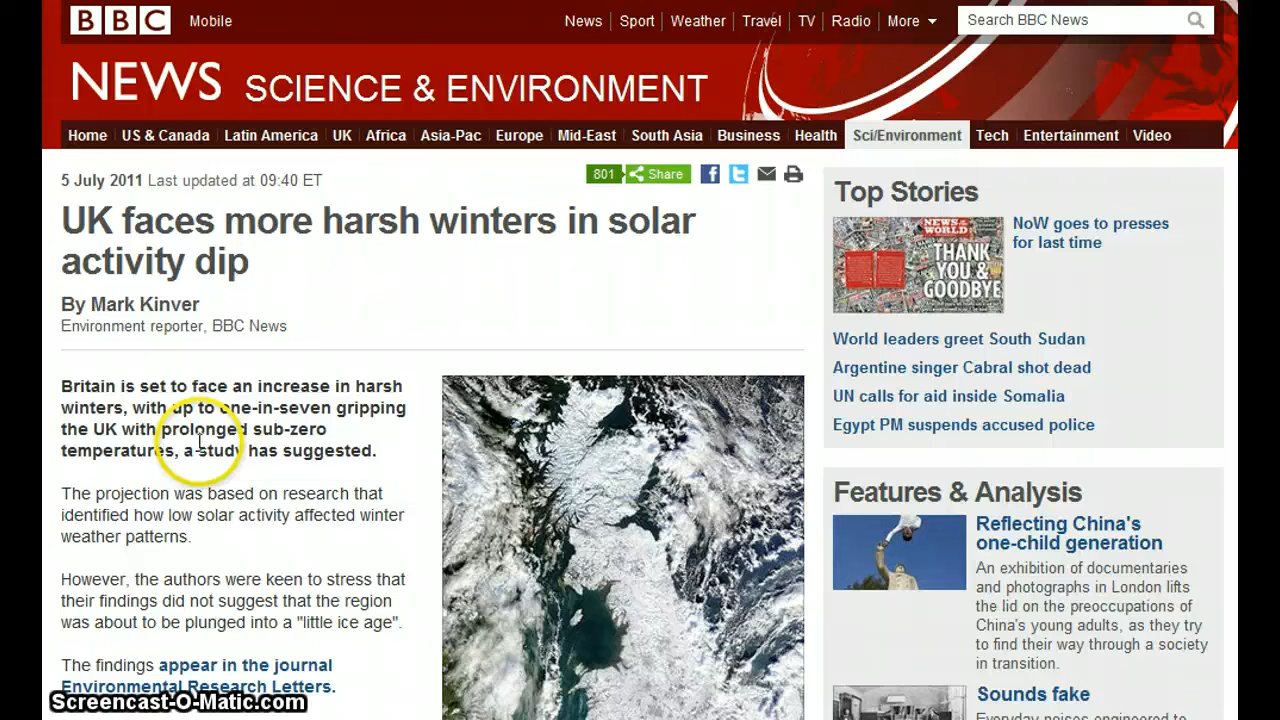 BBC Mobile News Sport Weather Travel TV Radio More Search BBC News
NEWS SCIENCE & ENVIRONMENT
Home US & Canada Latin America UK Africa Asia-Pac Europe Mid-East South Asia Business Health Sci/Environment Tech Entertainment Video
5 July 2011 Last updated at 09:40 ET
801 Share
UK faces more harsh winters in solar
activity dip
By Mark Kinver
Environment reporter, BBC News
Britain is set to face an increase in harsh
winters, with up to one-in-seven gripping
the UK with prolonged sub-zero
temperatures, a study has suggested.
The projection was based on research that
identified how low solar activity affected winter
weather patterns.
However, the authors were keen to stress that
their findings did not suggest that the region
was about to be plunged into a "little ice age".
The findings appear in the journal
Environmental Research Letters.
Top Stories
NEWS OF THE
WORLD
THANK
YOU &
GOODBYE
NoW goes to presses
for last time
World leaders greet South Sudan
Argentine singer Cabral shot dead
UN calls for aid inside Somalia
Egypt PM suspends accused police
Features & Analysis
Reflecting China's
one-child generation
An exhibition of documentaries
and photographs in London lifts
the lid on the preoccupations of
China's young adults, as they try
to find their way through a society
in transition.
Sounds fake
Everyday noises engineered to
Screencast-O-Matic.com